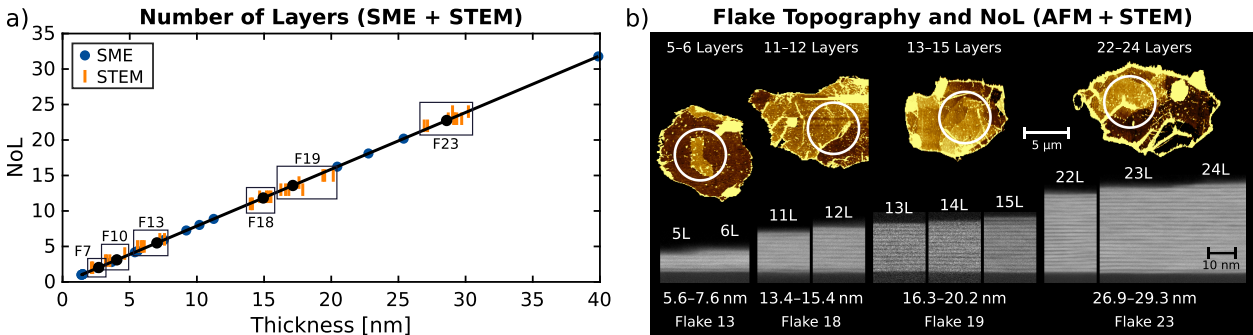 a)
Number of Layers (SME + STEM)
35
30
25
20
15
10
5
0
NoL
SME
STEM
F7
F10
F13
F18
F19
F23
0 5 10 15 20 25 30 35 40
Thickness [nm]
b)
Flake Topography and NoL (AFM + STEM)
5–6 Layers 11–12 Layers 13–15 Layers 22–24 Layers
5 μm
5L 6L 11L 12L 13L 14L 15L 22L 23L 24L
10 nm
5.6–7.6 nm 13.4–15.4 nm 16.3–20.2 nm 26.9–29.3 nm
Flake 13 Flake 18 Flake 19 Flake 23